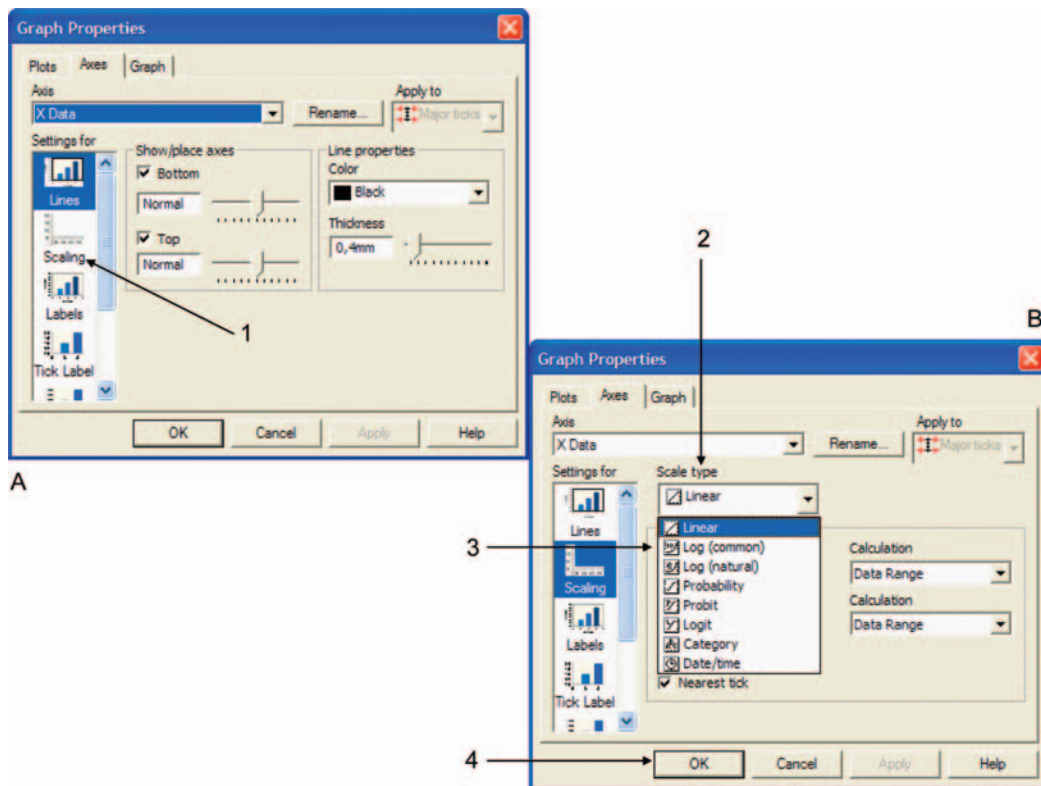 Graph Properties
Plots Axes Graph
Axis Apply to
X Data Rename... Major ticks
Settings for Show/place axes Line properties
Bottom Color
Lines Normal Black
Top Thickness
Scaling Normal 0,4mm
1
Labels
Tick Label
OK Cancel Apply Help
A
2
B
Graph Properties
Plots Axes Graph
Axis Apply to
X Data Rename... Major ticks
Settings for Scale type
Linear
Lines Linear
3 Log (common) Calculation
Log (natural) Data Range
Scaling Probability
Probit Calculation
Logit Data Range
Labels Category
Date/time
Nearest tick
Tick Label
4 OK Cancel Apply Help